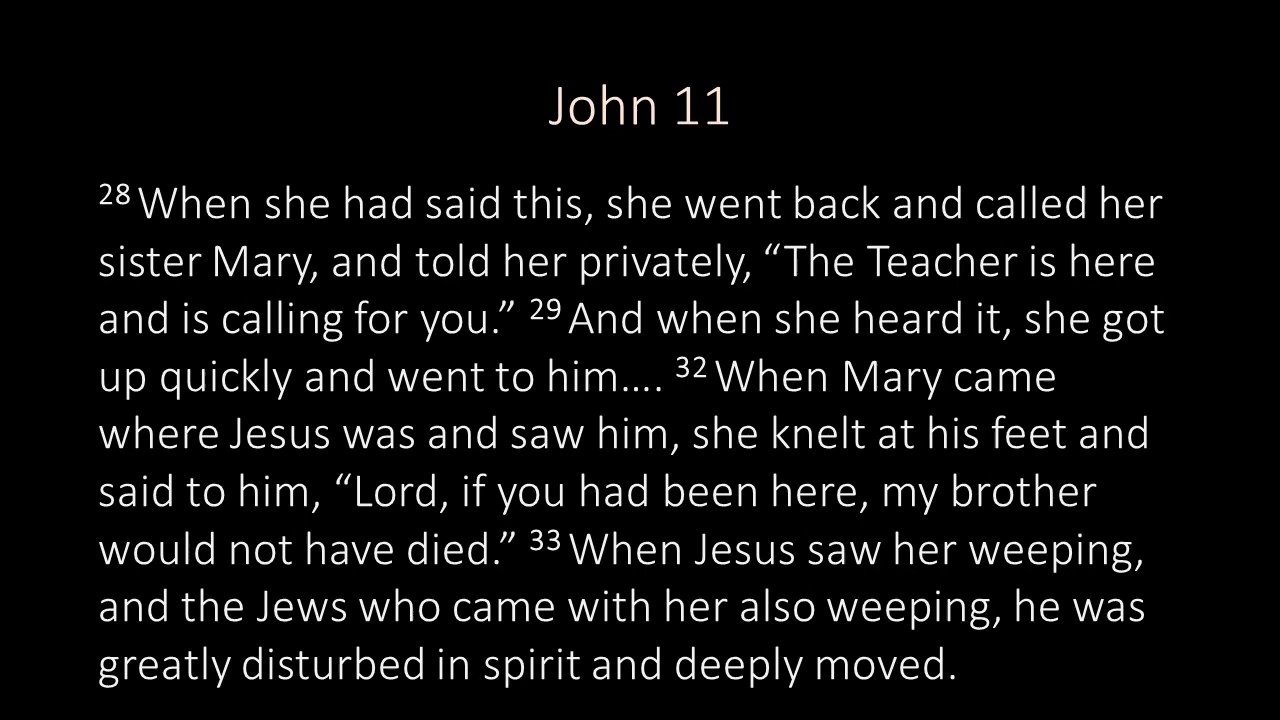 John 11
28 When she had said this, she went back and called her
sister Mary, and told her privately, “The Teacher is here
and is calling for you.” 29 And when she heard it, she got
up quickly and went to him…. 32 When Mary came
where Jesus was and saw him, she knelt at his feet and
said to him, “Lord, if you had been here, my brother
would not have died.” 33 When Jesus saw her weeping,
and the Jews who came with her also weeping, he was
greatly disturbed in spirit and deeply moved.